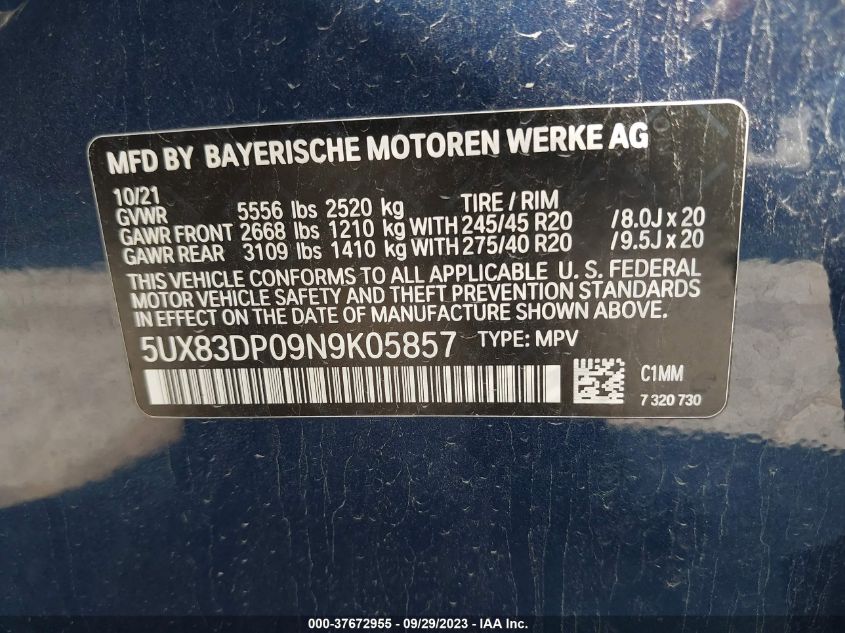 MFD BY BAYERISCHE MOTOREN WERKE AG
10/21
GVWR 5556 lbs 2520 kg TIRE / RIM
GAWR FRONT 2668 lbs 1210 kg WITH 245/45 R20 /8.0J x 20
GAWR REAR 3109 lbs 1410 kg WITH 275/40 R20 /9.5J x 20
THIS VEHICLE CONFORMS TO ALL APPLICABLE U. S. FEDERAL
MOTOR VEHICLE SAFETY AND THEFT PREVENTION STANDARDS
IN EFFECT ON THE DATE OF MANUFACTURE SHOWN ABOVE.
5UX83DP09N9K05857 TYPE: MPV
C1MM
7 320 730
000-37672955 / 09/29/2023 - IAA Inc.